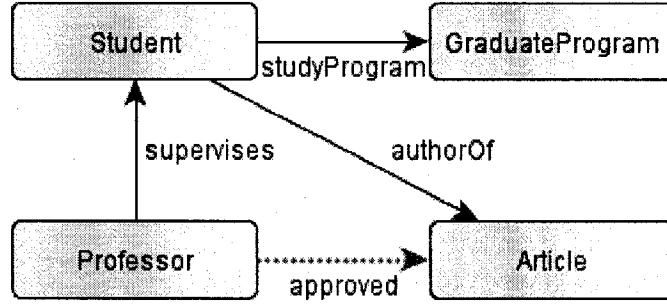 Student
GraduateProgram
studyProgram
supervises
authorOf
Professor
Article
approved